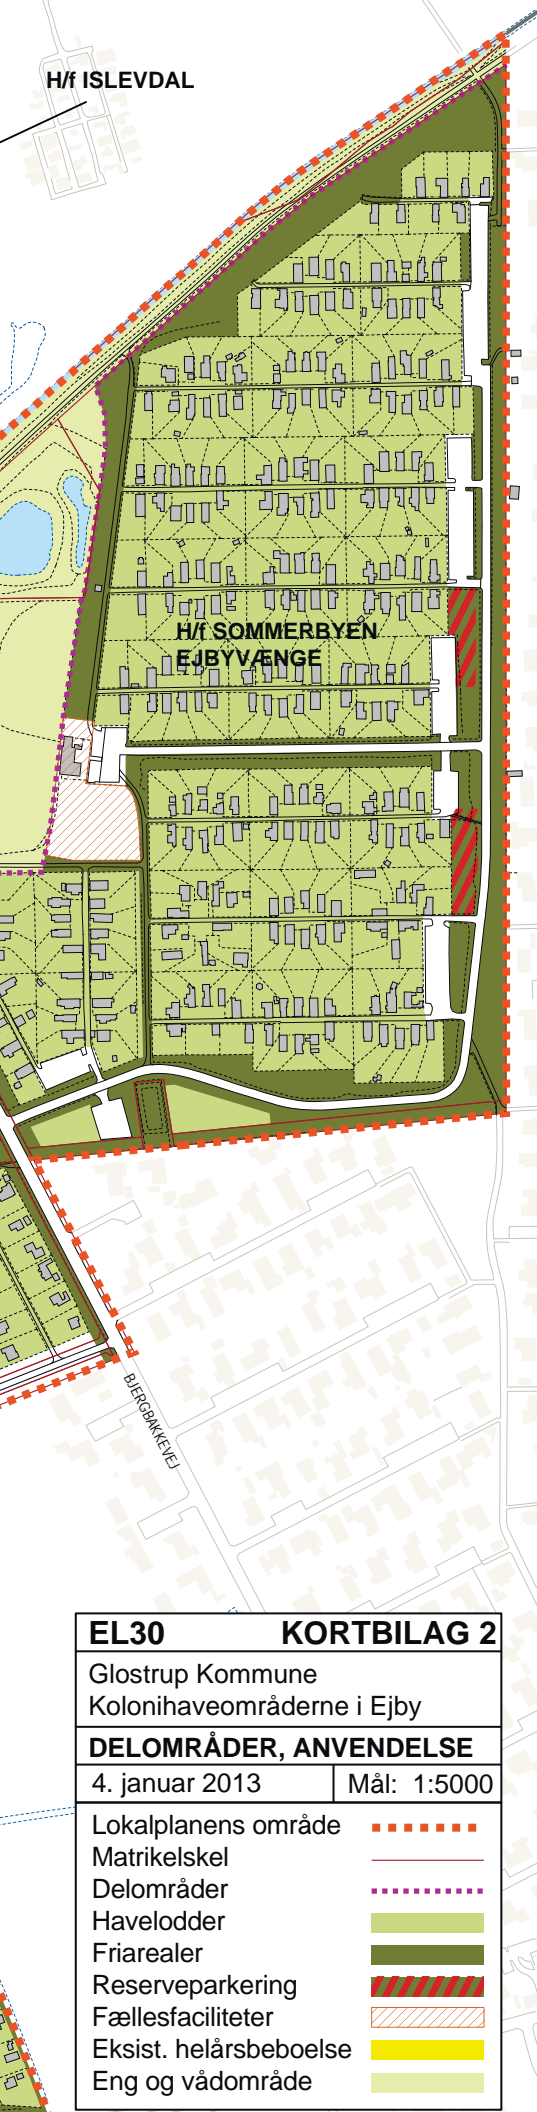 H/f ISLEVDAL
H/f SOMMERBYEN
EJBYVÆNGE
BJERGBAKKEVEJ
EL30 KORTBILAG 2
Glostrup Kommune
Kolonihaveområderne i Ejby
DELOMRÅDER, ANVENDELSE
4. januar 2013 Mål: 1:5000
Lokalplanens område
Matrikelskel
Delområder
Havelodder
Friarealer
Reserveparkering
Fællesfaciliteter
Eksist. helårsbeboelse
Eng og vådområde